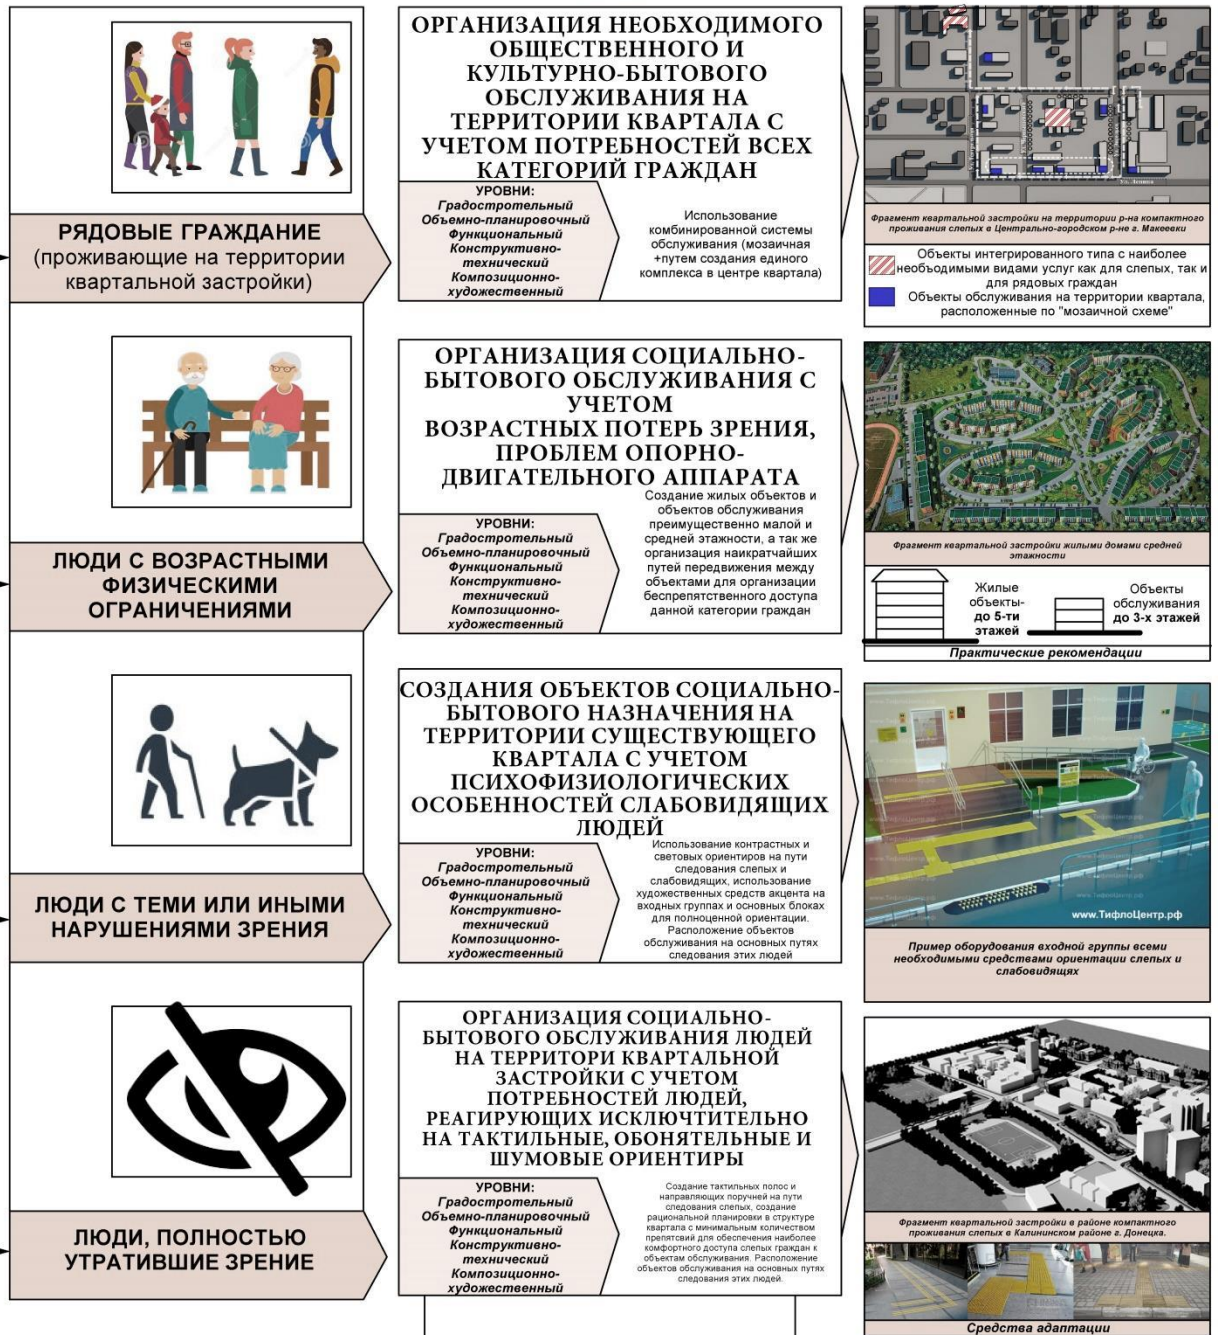 РЯДОВЫЕ ГРАЖДАНИЕ
(проживающие на территории
квартальной застройки)
ОРГАНИЗАЦИЯ НЕОБХОДИМОГО
ОБЩЕСТВЕННОГО И
КУЛЬТУРНО-БЫТОВОГО
ОБСЛУЖИВАНИЯ НА
ТЕРРИТОРИИ КВАРТАЛА С
УЧЕТОМ ПОТРЕБНОСТЕЙ ВСЕХ
КАТЕГОРИЙ ГРАЖДАН
УРОВНИ:
Градостротельный
Объемно-планировочный
Функциональный
Конструктивно-
технический
Композиционно-
художественный
Использование
комбинированной системы
обслуживания (мозаичная
+путем создания единого
комплекса в центре квартала)
Ул. Ленина
Фрагмент квартальной застройки на территории р-на компактного
проживания слепых в Центрально-городском р-не г. Макеевки
Объекты интегрированного типа с наиболее
необьодимыми видами услуг как для слепых, так и
для рядовых граждан
Объекты обслуживания на территории квартала,
расположенные по "мозаичной схеме"
ЛЮДИ С ВОЗРАСТНЫМИ
ФИЗИЧЕСКИМИ
ОГРАНИЧЕНИЯМИ
ОРГАНИЗАЦИЯ СОЦИАЛЬНО-
БЫТОВОГО ОБСЛУЖИВАНИЯ С
УЧЕТОМ
ВОЗРАСТНЫХ ПОТЕРЬ ЗРЕНИЯ,
ПРОБЛЕМ ОПОРНО-
ДВИГАТЕЛЬНОГО АППАРАТА
УРОВНИ:
Градостротельный
Объемно-планировочный
Функциональный
Конструктивно-
технический
Композиционно-
художественный
Создание жилых объектов и
объектов обслуживания
преимущественно малой и
средней этажности, а так же
организация наикратчайших
путей передвижения между
объектами для организации
беспрепятственного доступа
данной категории граждан
Фрагмент квартальной застройки жилыми домами средней
этажности
Жилые
объекты-
до 5-ти
этажей
Объекты
обслуживания
до 3-х этажей
Практические рекомендации
ЛЮДИ С ТЕМИ ИЛИ ИНЫМИ
НАРУШЕНИЯМИ ЗРЕНИЯ
СОЗДАНИЯ ОБЪЕКТОВ СОЦИАЛЬНО-
БЫТОВОГО НАЗНАЧЕНИЯ НА
ТЕРРИТОРИИ СУЩЕСТВУЮЩЕГО
КВАРТАЛА С УЧЕТОМ
ПСИХОФИЗИОЛОГИЧЕСКИХ
ОСОБЕННОСТЕЙ СЛАБОВИДЯЩИХ
ЛЮДЕЙ
УРОВНИ:
Градостротельный
Объемно-планировочный
Функциональный
Конструктивно-
технический
Композиционно-
художественный
Использование контрастных и
световых ориентиров на пути
следования слепых и
слабовидящих, использование
художественных средств акцента на
входных группах и основных блоках
для полноценной ориентации.
Расположение объектов
обслуживания на основных путях
следования этих людей
www.ТифлоЦентр.рф
Пример оборудования входной группы всеми
необходимыми средствами ориентации слепых и
слабовидящях
ЛЮДИ, ПОЛНОСТЬЮ
УТРАТИВШИЕ ЗРЕНИЕ
ОРГАНИЗАЦИЯ СОЦИАЛЬНО-
БЫТОВОГО ОБСЛУЖИВАНИЯ ЛЮДЕЙ
НА ТЕРРИТОРИ КВАРТАЛЬНОЙ
ЗАСТРОЙКИ С УЧЕТОМ
ПОТРЕБНОСТЕЙ ЛЮДЕЙ,
РЕАГИРУЮЩИХ ИСКЛЮЧТИТЕЛЬНО
НА ТАКТИЛЬНЫЕ, ОБОНЯТЕЛЬНЫЕ И
ШУМОВЫЕ ОРИЕНТИРЫ
УРОВНИ:
Градостротельный
Объемно-планировочный
Функциональный
Конструктивно-
технический
Композиционно-
художественный
Создание тактильных полос и
направляющих поручней на пути
следования слепых, создание
рациональной планировки в структуре
квартала с минимальным количеством
препятсвий для обеспечения наиболее
комфортного доступа слепых граждан к
объектам обслуживания. Расположение
объектов обслуживания на основных путях
следования этих людей.
Фрагмент квартальной застройки в районе компактного
проживания слепых в Калининском районе г. Донецка.
Средства адаптации